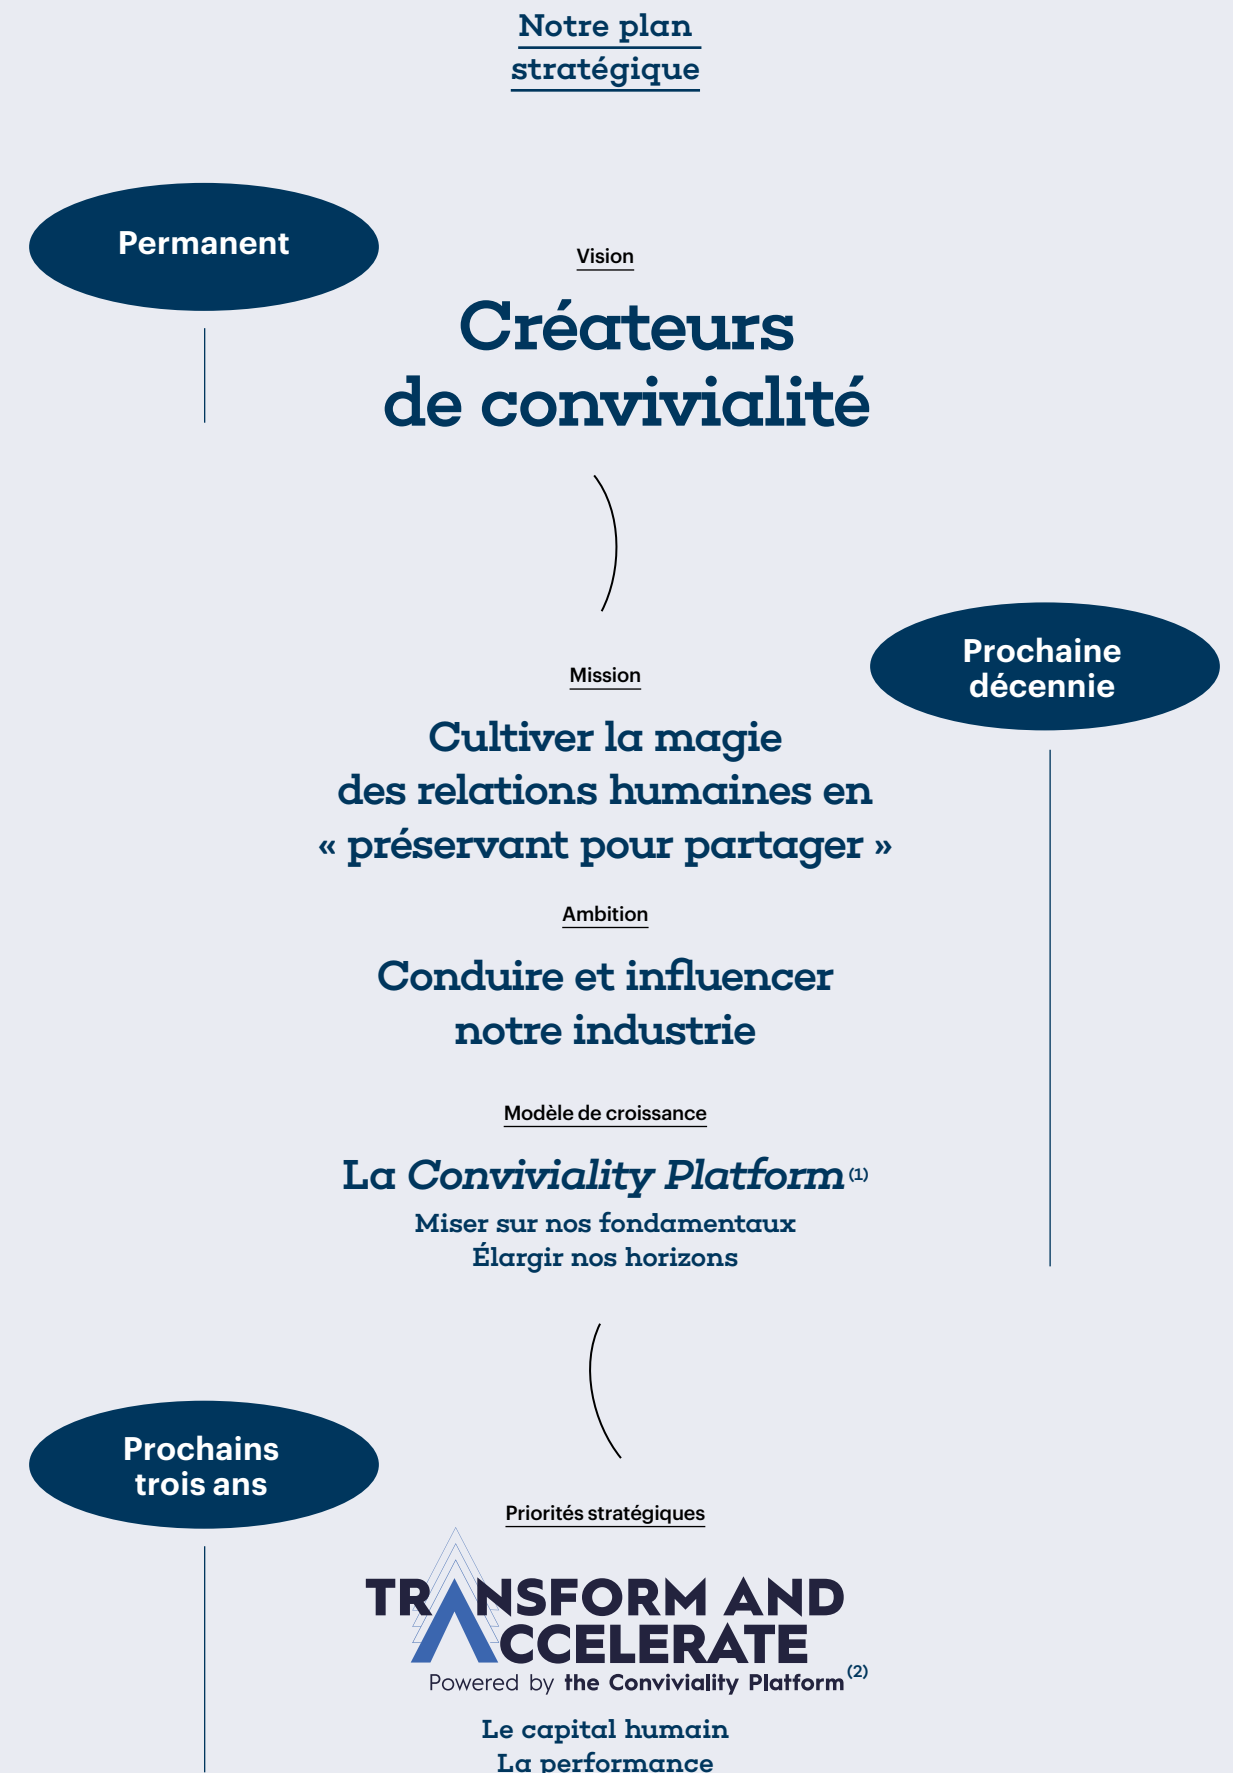 Notre plan
stratégique
Permanent
Vision
Créateurs
de convivialité
Prochaine
décennie
Mission
Cultiver la magie
des relations humaines en
« préservant pour partager »
Ambition
Conduire et influencer
notre industrie
Modèle de croissance
La Conviviality Platform (1)
Miser sur nos fondamentaux
Élargir nos horizons
Prochains
trois ans
Priorités stratégiques
TRANSFORM AND
ACCELERATE
Powered by the Conviviality Platform (2)
Le capital humain
La performance